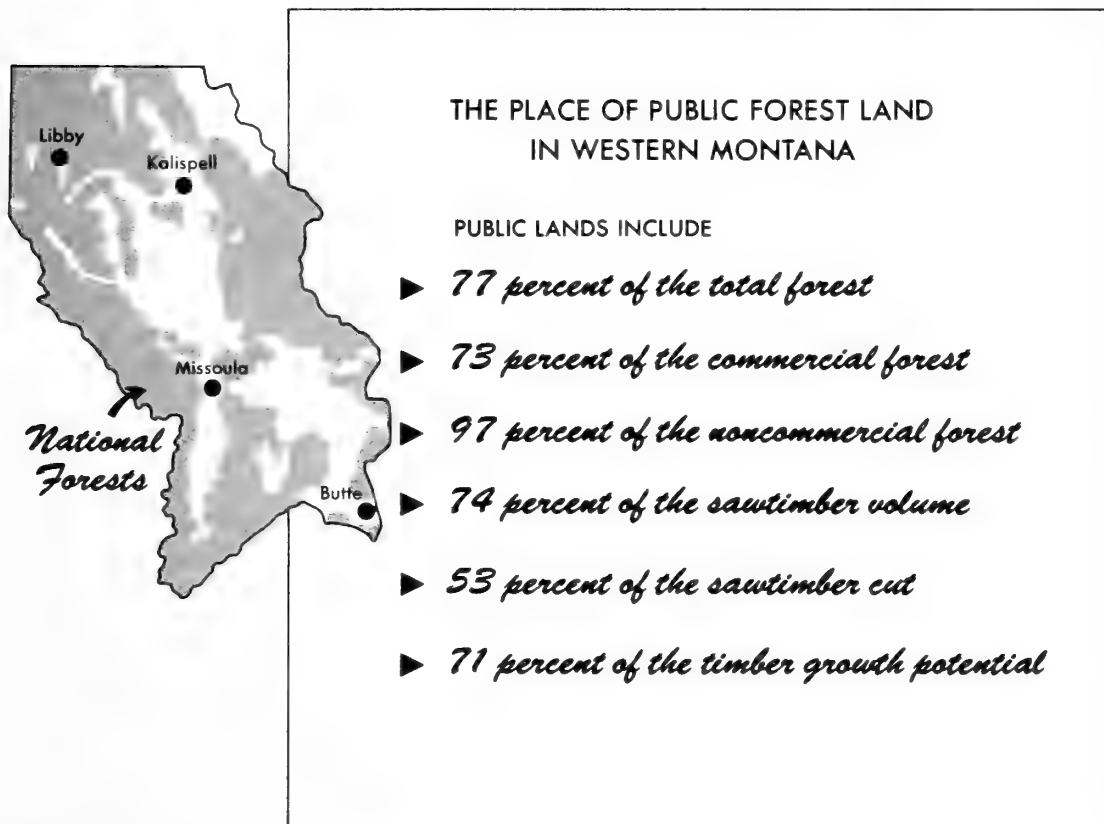 Libby
Kalispell
Missoula
National
Forests
Butte
THE PLACE OF PUBLIC FOREST LAND
IN WESTERN MONTANA
PUBLIC LANDS INCLUDE
► 77 percent of the total forest
► 73 percent of the commercial forest
► 97 percent of the noncommercial forest
► 74 percent of the sawtimber volume
► 53 percent of the sawtimber cut
► 71 percent of the timber growth potential